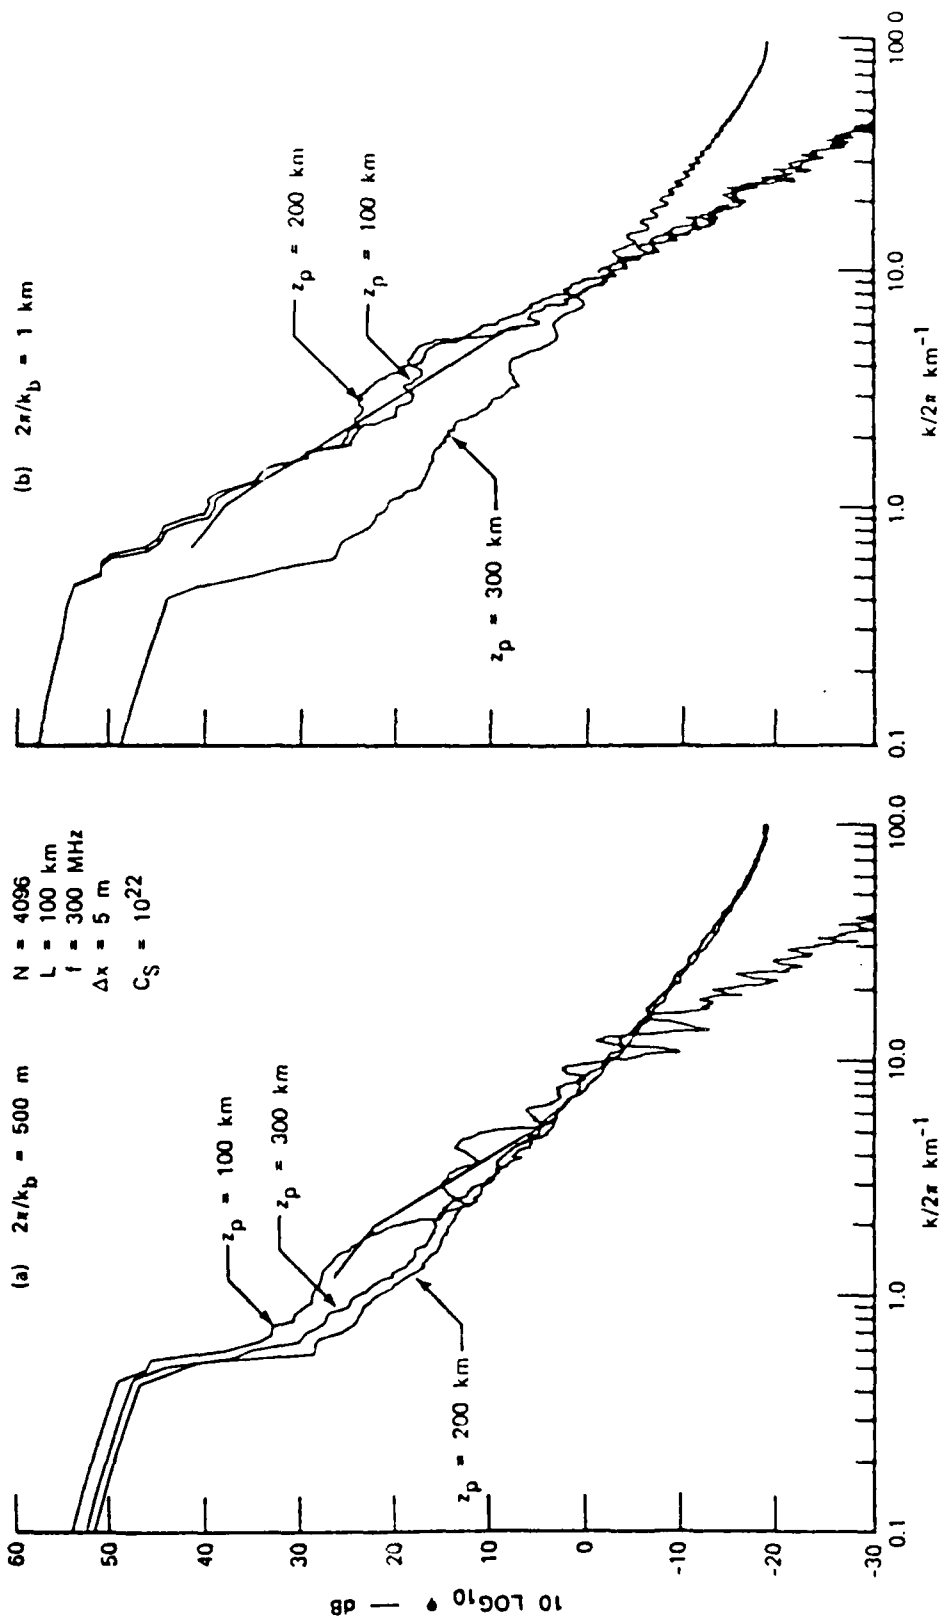 (a) 2π/k_b = 500 m
N = 4096
L = 100 km
f = 300 MHz
Δx = 5 m
C_S = 10^22
z_p = 100 km
z_p = 300 km
z_p = 200 km
10 LOG10 — dB
60
50
40
30
20
10
0
-10
-20
-30
0.1
1.0
10.0
100.0
k/2π km^-1
(b) 2π/k_b = 1 km
z_p = 200 km
z_p = 100 km
z_p = 300 km
0.1
1.0
10.0
100.0
k/2π km^-1